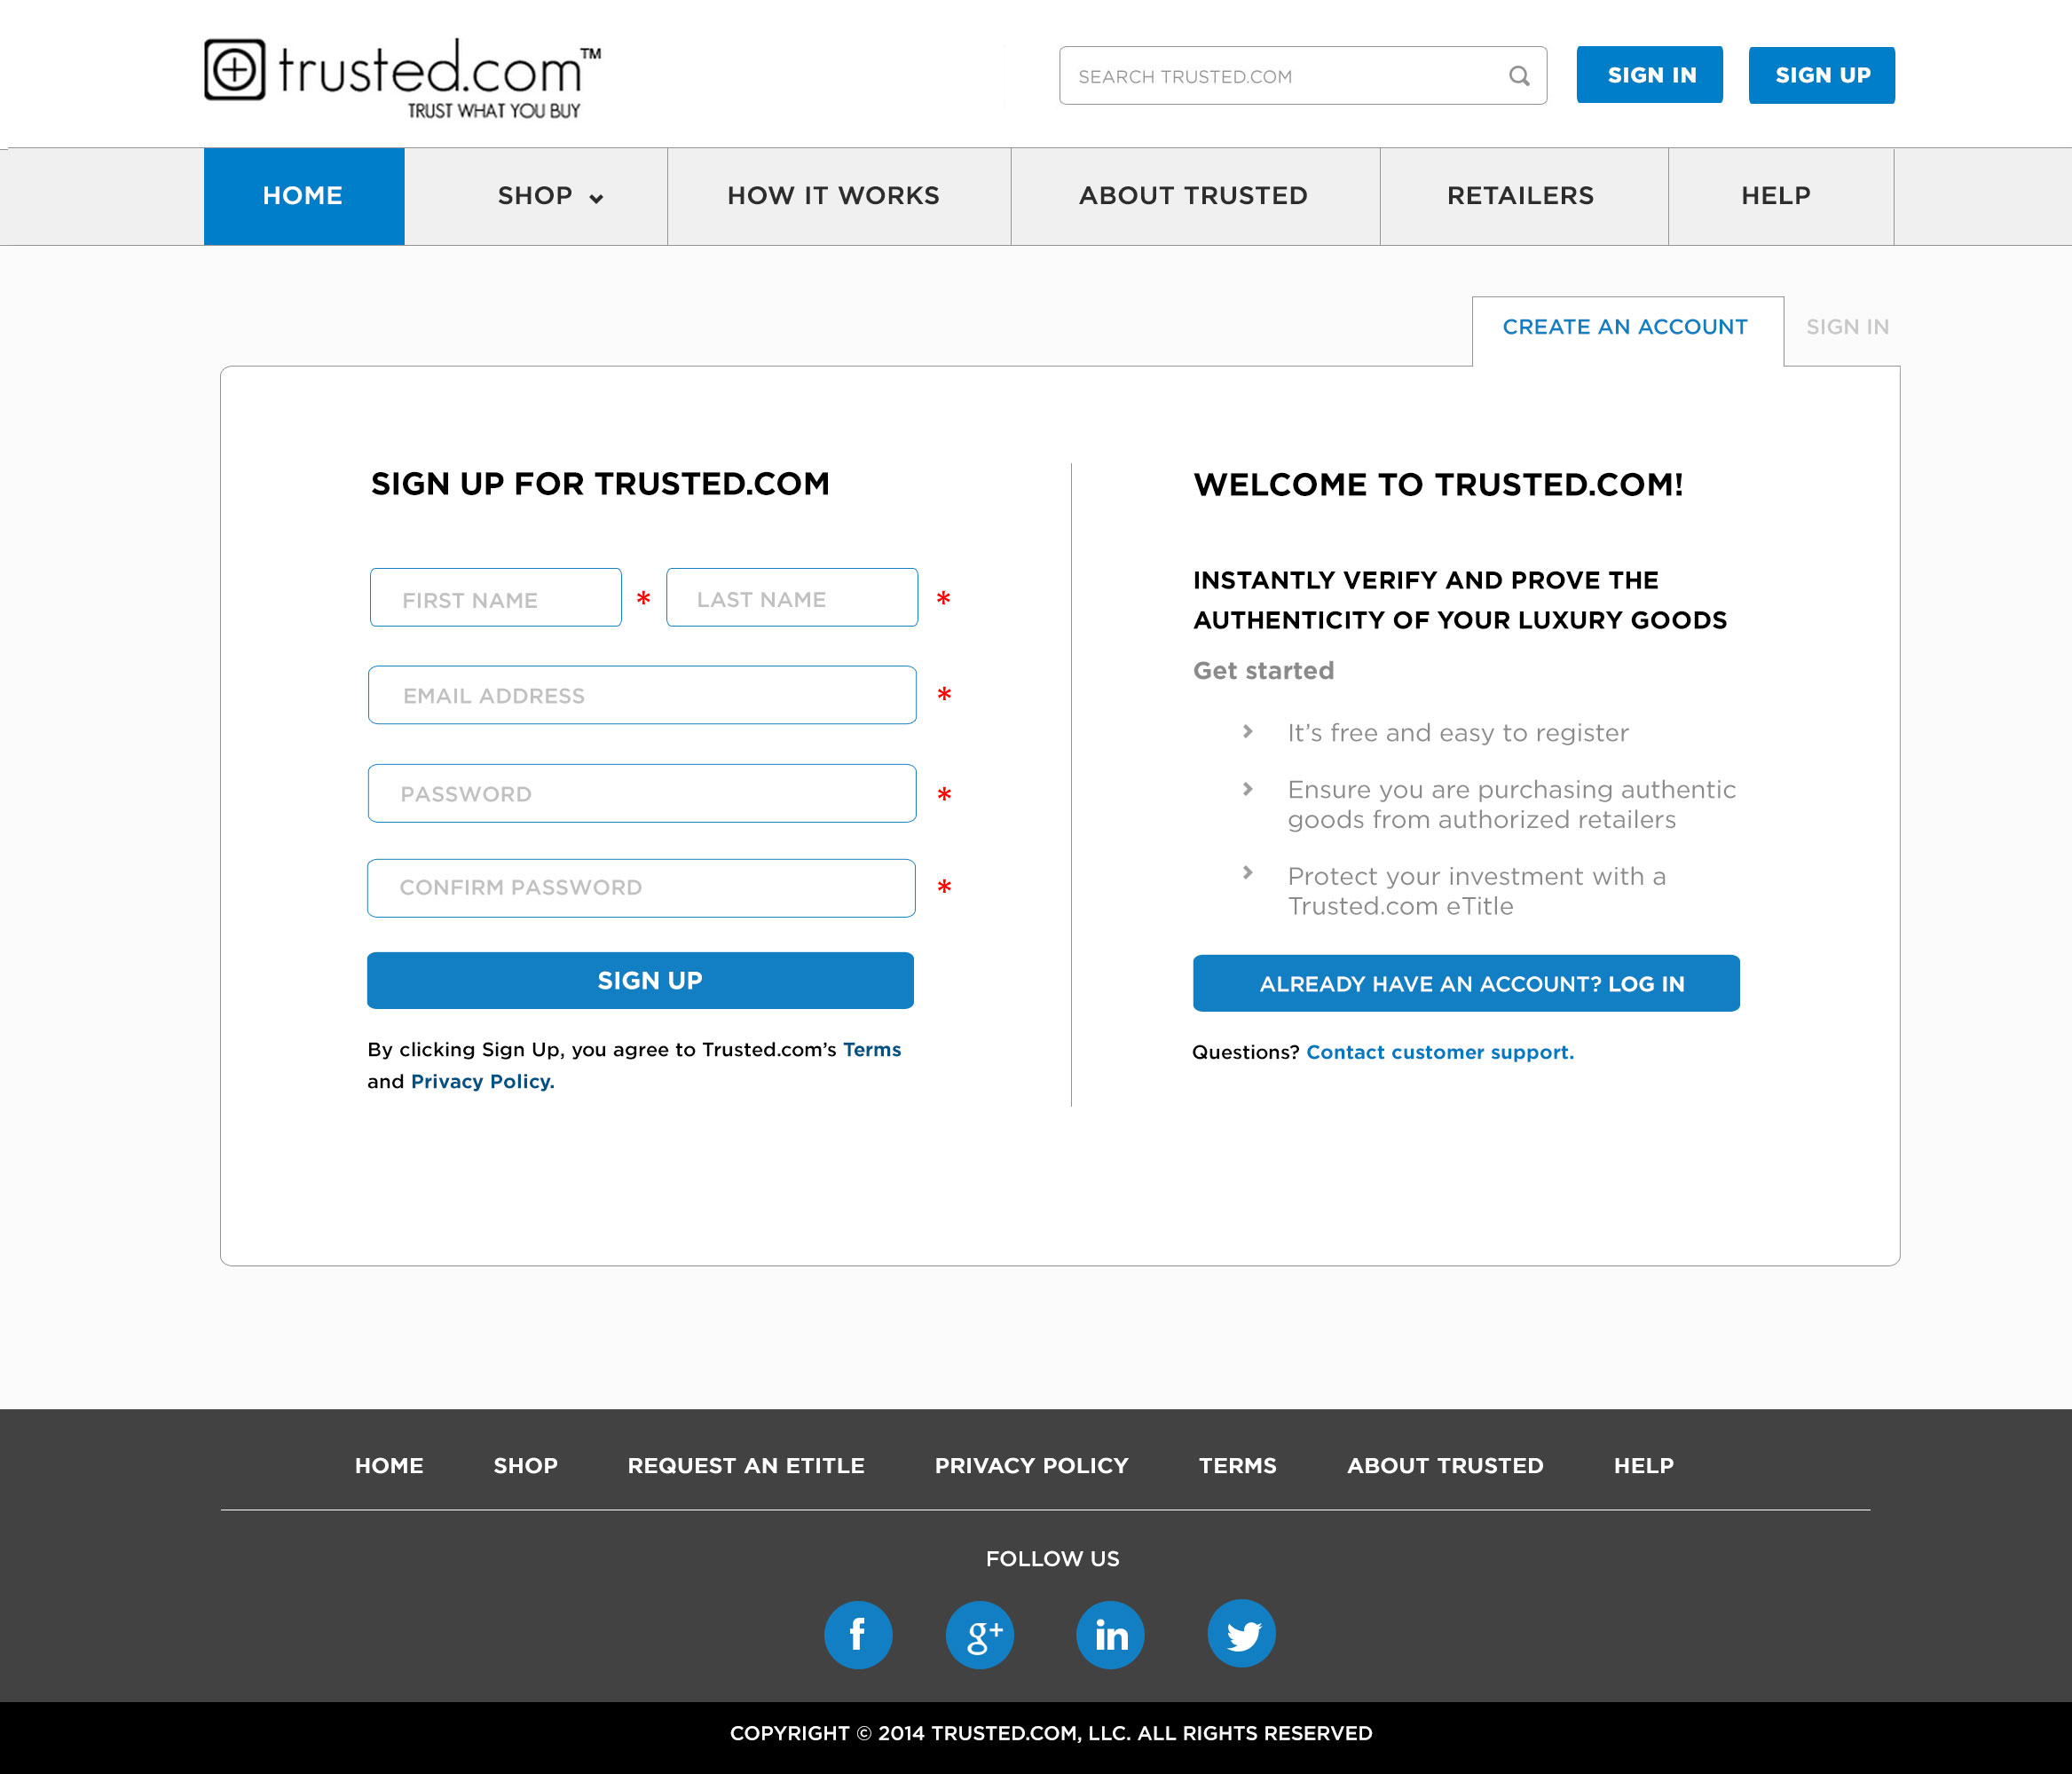 trusted.com™
TRUST WHAT YOU BUY
SEARCH TRUSTED.COM
SIGN IN
SIGN UP
HOME
SHOP
HOW IT WORKS
ABOUT TRUSTED
RETAILERS
HELP
CREATE AN ACCOUNT
SIGN IN
SIGN UP FOR TRUSTED.COM
FIRST NAME *
LAST NAME *
EMAIL ADDRESS *
PASSWORD *
CONFIRM PASSWORD *
SIGN UP
By clicking Sign Up, you agree to Trusted.com’s Terms
and Privacy Policy.
WELCOME TO TRUSTED.COM!
INSTANTLY VERIFY AND PROVE THE
AUTHENTICITY OF YOUR LUXURY GOODS
Get started
It’s free and easy to register
Ensure you are purchasing authentic
goods from authorized retailers
Protect your investment with a
Trusted.com eTitle
ALREADY HAVE AN ACCOUNT? LOG IN
Questions? Contact customer support.
HOME
SHOP
REQUEST AN ETITLE
PRIVACY POLICY
TERMS
ABOUT TRUSTED
HELP
FOLLOW US
f
g+
in
COPYRIGHT © 2014 TRUSTED.COM, LLC. ALL RIGHTS RESERVED